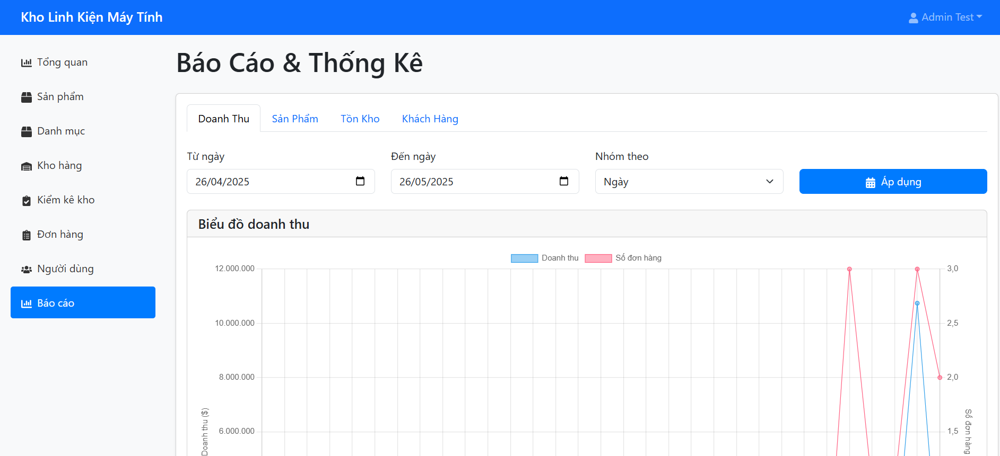 Kho Linh Kiện Máy Tính
Admin Test
Tổng quan
Sản phẩm
Danh mục
Kho hàng
Kiểm kê kho
Đơn hàng
Người dùng
Báo cáo
Báo Cáo & Thống Kê
Doanh Thu
Sản Phẩm
Tồn Kho
Khách Hàng
Từ ngày
Đến ngày
Nhóm theo
26/04/2025
26/05/2025
Ngày
Áp dụng
Biểu đồ doanh thu
Doanh thu
Số đơn hàng
12.000.000
10.000.000
8.000.000
6.000.000
Doanh thu ($)
3,0
2,5
2,0
1,5
Số đơn hàng